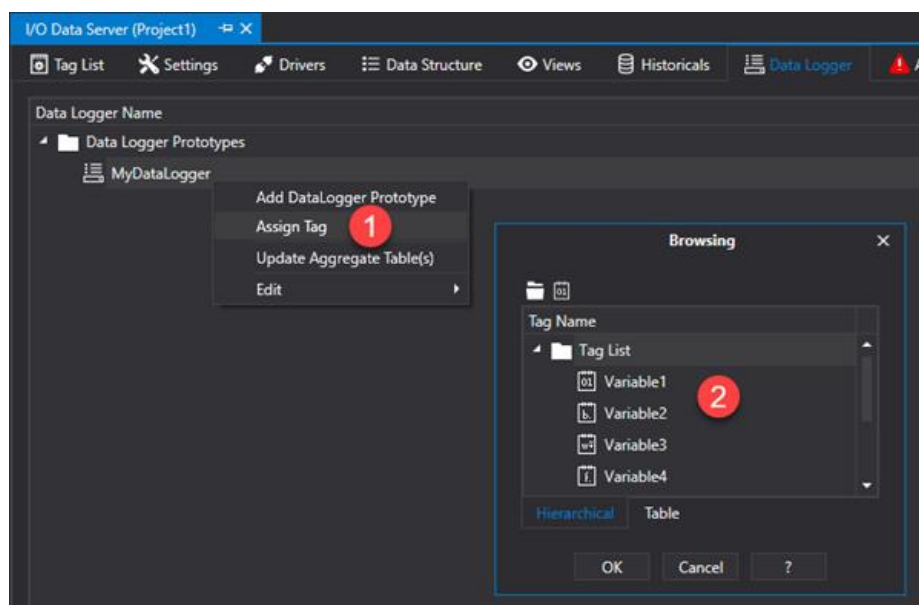 I/O Data Server (Project1)
Tag List Settings Drivers Data Structure Views Historicals Data Logger A
Data Logger Name
Data Logger Prototypes
MyDataLogger
Add DataLogger Prototype
Assign Tag 1
Update Aggregate Table(s)
Edit
Browsing
Tag Name
Tag List
Variable1
Variable2
2
Variable3
Variable4
Hierarchical Table
OK Cancel ?